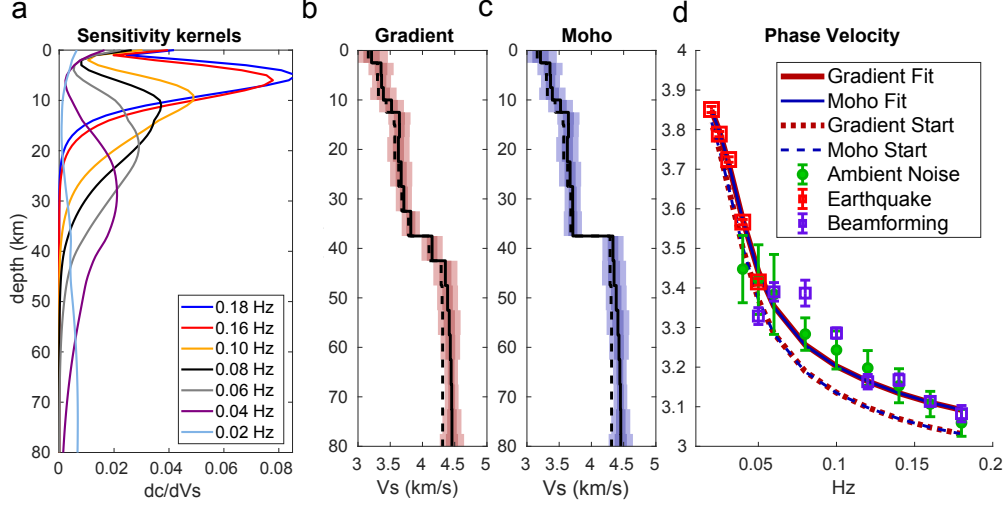 a
Sensitivity kernels
0
10
20
30
40
50
60
70
80
depth (km)
0
0.02
0.04
0.06
0.08
dc/dVs
0.18 Hz
0.16 Hz
0.10 Hz
0.08 Hz
0.06 Hz
0.04 Hz
0.02 Hz
b
Gradient
0
10
20
30
40
50
60
70
80
3
3.5
4
4.5
5
Vs (km/s)
c
Moho
0
10
20
30
40
50
60
70
80
3
3.5
4
4.5
5
Vs (km/s)
d
Phase Velocity
4
3.9
3.8
3.7
3.6
3.5
3.4
3.3
3.2
3.1
3
0.05
0.1
0.15
0.2
Hz
Gradient Fit
Moho Fit
Gradient Start
Moho Start
Ambient Noise
Earthquake
Beamforming